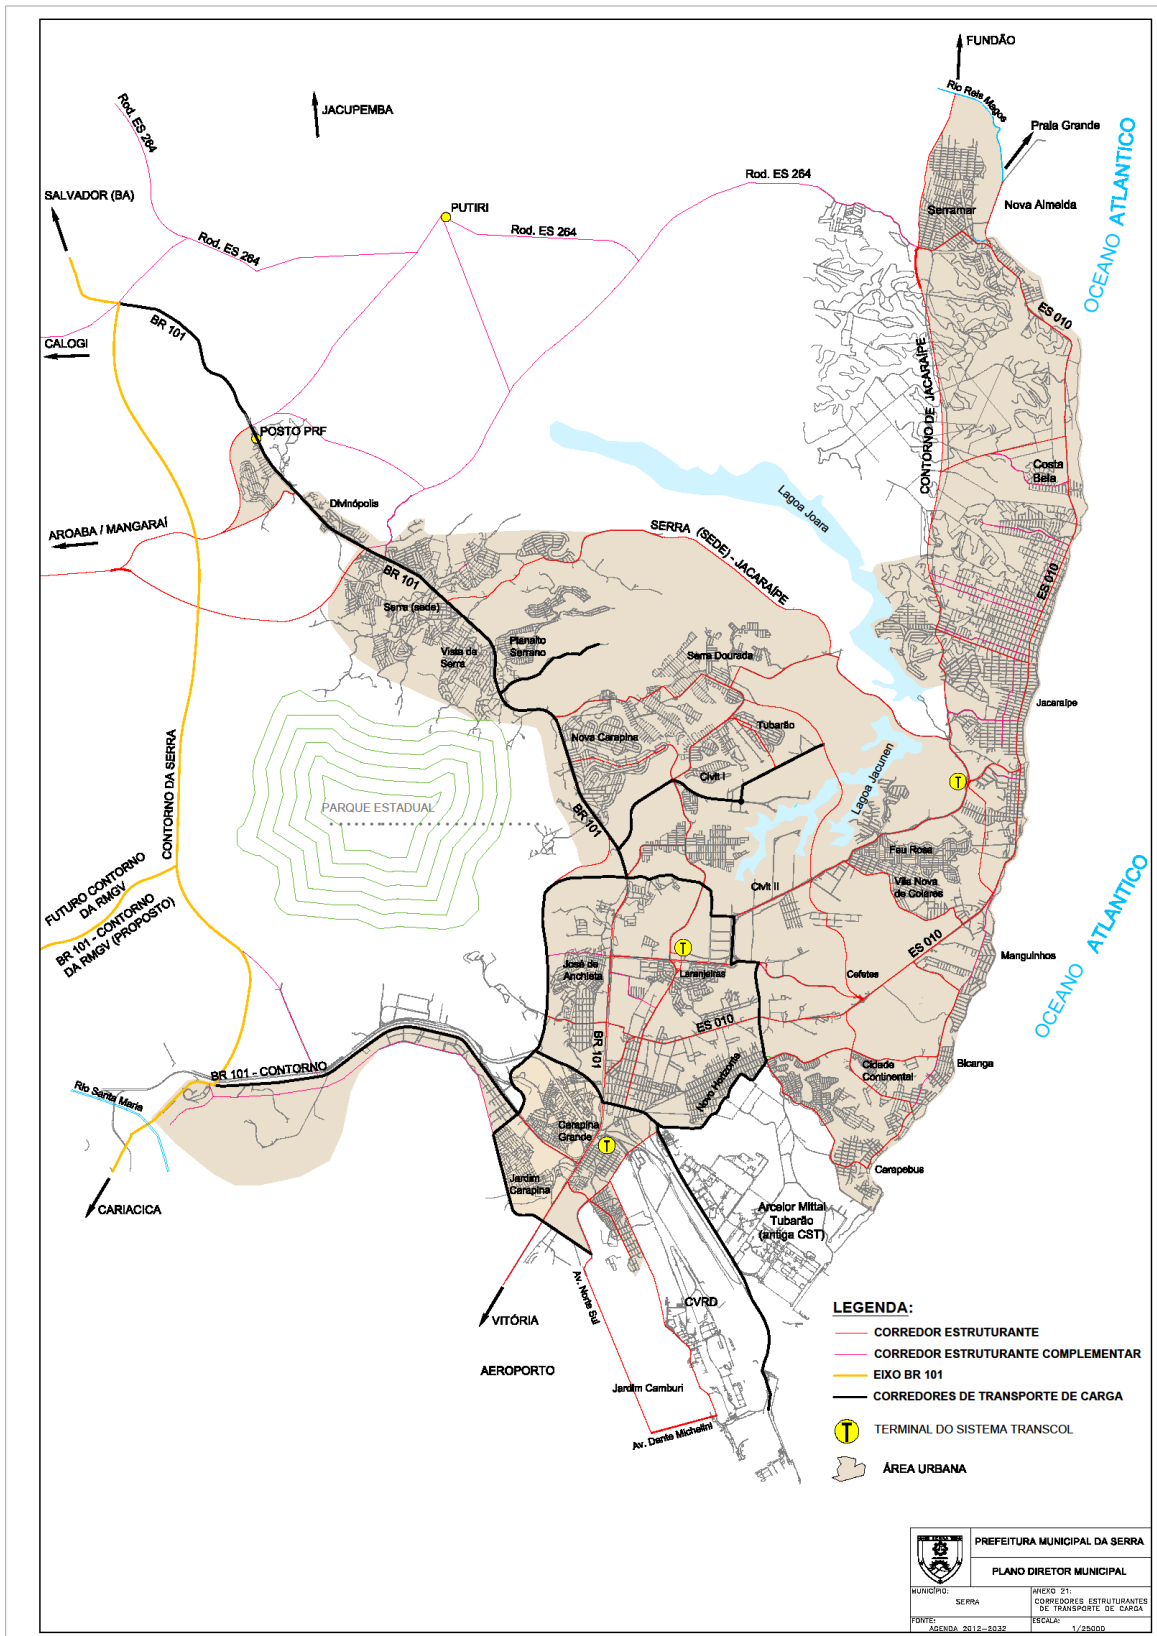 FUNDÃO
Rio Reis Magos
Rod. ES 264
JACUPEMBA
Praia Grande
OCEANO ATLANTICO
Rod. ES 264
SALVADOR (BA)
PUTIRI
Serramar
Nova Almeida
Rod. ES 264
Rod. ES 264
ES 010
BR 101
CALOGI
CONTORNO DE JACARAÍPE
POSTO PRF
Costa
Bela
Divinópolis
Lagoa Joara
AROABA / MANGARAÍ
SERRA (SEDE) - JACARAÍPE
BR 101
ES 010
Serra (sede)
Planalto
Serrano
Vista da
Serra
Serra Dourada
Jacaraipe
Tubarão
Nova Carapina
CONTORNO DA SERRA
Civit I
Lagoa Jacunen
T
PARQUE ESTADUAL
BR 101
Feu Rosa
FUTURO CONTORNO
DA RMGV
Civit II
Vila Nova
de Colares
BR 101 - CONTORNO
DA RMGV (PROPOSTO)
OCEANO ATLANTICO
T
ES 010
Manguinhos
José de
Anchieta
Laranjeiras
Cefetes
ES 010
BR 101
BR 101 - CONTORNO
Novo Horizonte
Cidade
Continental
Bicanga
Rio Santa Maria
Carapina
Grande
T
Carapebus
Jardim
Carapina
CARIACICA
Arcelor Mittal
Tubarão
(antiga CST)
Av. Norte Sul
CVRD
VITÓRIA
AEROPORTO
Jardim Camburi
Av. Dante Michelini
LEGENDA:
CORREDOR ESTRUTURANTE
CORREDOR ESTRUTURANTE COMPLEMENTAR
EIXO BR 101
CORREDORES DE TRANSPORTE DE CARGA
T TERMINAL DO SISTEMA TRANSCOL
ÁREA URBANA
PREFEITURA MUNICIPAL DA SERRA
PLANO DIRETOR MUNICIPAL
MUNICÍPIO:
SERRA
ANEXO 21:
CORREDORES ESTRUTURANTES
DE TRANSPORTE DE CARGA
FONTE:
AGENDA 2012-2032
ESCALA:
1/25000